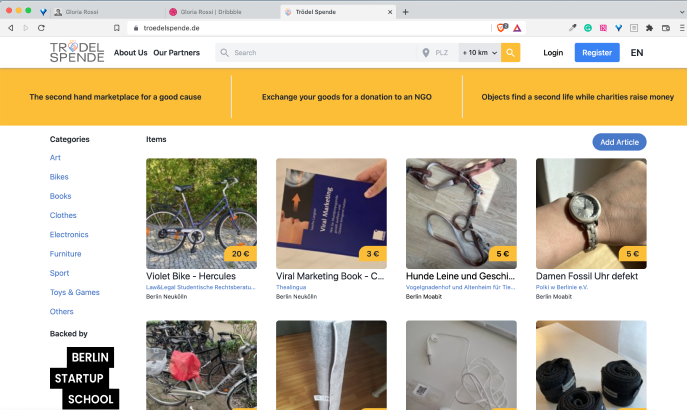 Gloria Rossi
Gloria Rossi | Dribbble
Trödel Spende
troedelspende.de
TRÖDEL
SPENDE
About Us
Our Partners
Search
PLZ
+ 10 km
Login
Register
EN
The second hand marketplace for a good cause
Exchange your goods for a donation to an NGO
Objects find a second life while charities raise money
Categories
Art
Bikes
Books
Clothes
Electronics
Furniture
Sport
Toys & Games
Others
Backed by
BERLIN
STARTUP
SCHOOL
Items
Add Article
20 €
Violet Bike - Hercules
Law&Legal Studentische Rechtsberatu...
Berlin Neukölln
Viral Marketing
3 €
Viral Marketing Book - C...
Thealingua
Berlin Neukölln
5 €
Hunde Leine und Geschi...
Vogelgnadenhof und Altenheim für Tie...
Berlin Moabit
5 €
Damen Fossil Uhr defekt
Polki w Berlinie e.V.
Berlin Moabit